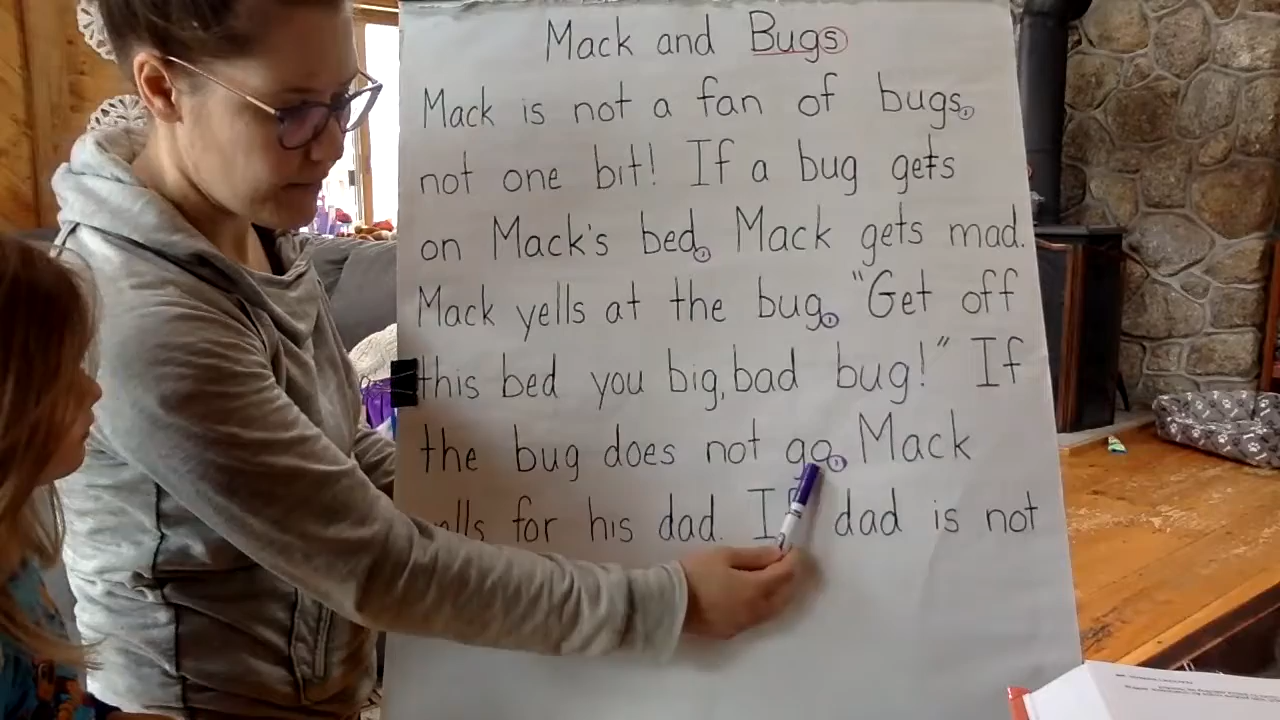 Mack and Bugs
Mack is not a fan of bugs,
not one bit! If a bug gets
on Mack's bed, Mack gets mad.
Mack yells at the bug, "Get off
this bed you big, bad bug!" If
the bug does not go, Mack
for his dad. If dad is not